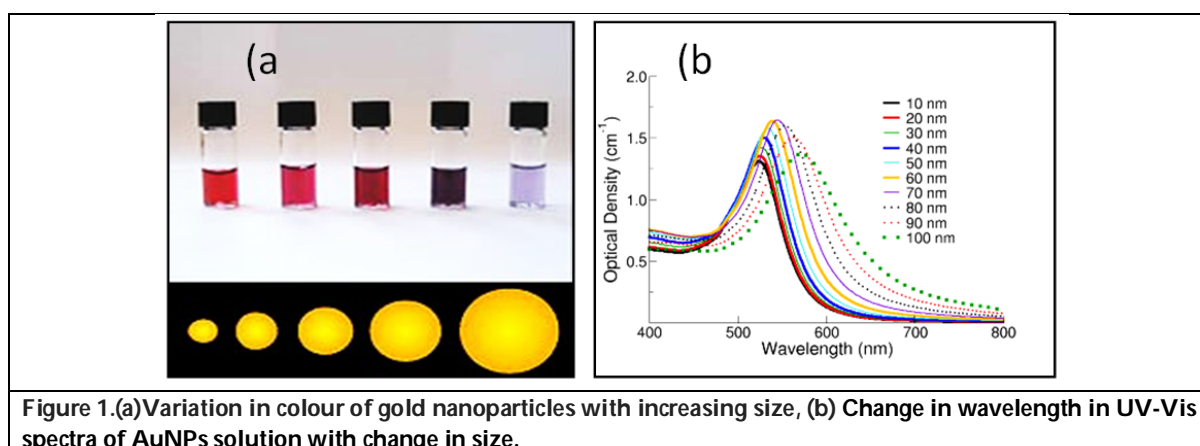 (a
(b
2.0
1.5
1.0
0.5
Optical Density (cm⁻¹)
10 nm
20 nm
30 nm
40 nm
50 nm
60 nm
70 nm
80 nm
90 nm
100 nm
400 500 600 700 800
Wavelength (nm)
Figure 1.(a)Variation in colour of gold nanoparticles with increasing size, (b) Change in wavelength in UV-Vis
spectra of AuNPs solution with change in size.